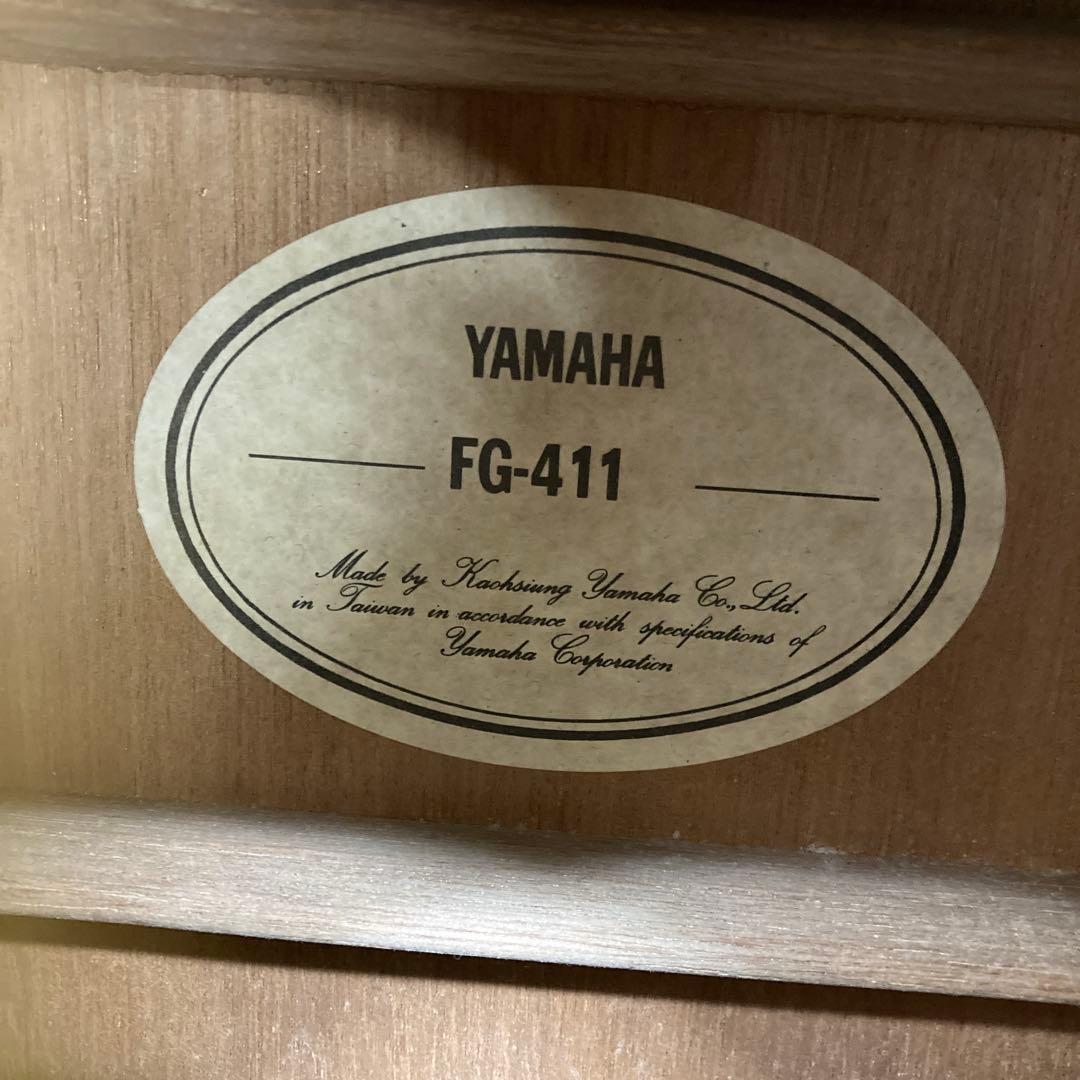 YAMAHA
FG-411
Made by Kaohsiung Yamaha Co., Ltd.
in Taiwan in accordance with specifications of
Yamaha Corporation